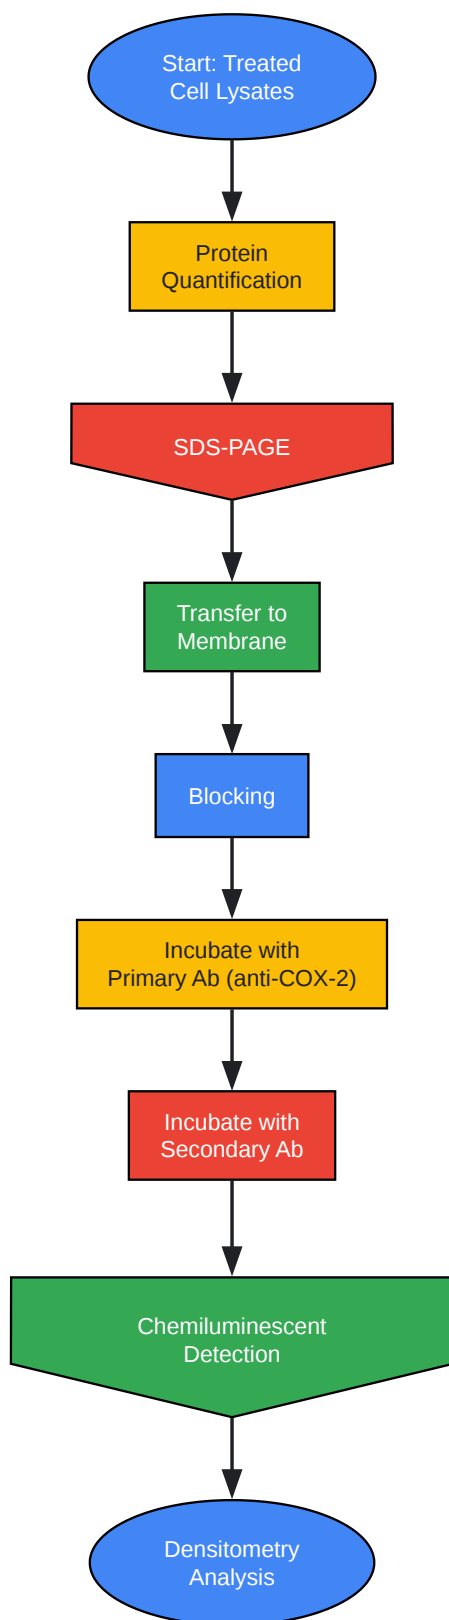 Start: Treated
Cell Lysates
Protein
Quantification
SDS-PAGE
Transfer to
Membrane
Blocking
Incubate with
Primary Ab (anti-COX-2)
Incubate with
Secondary Ab
Chemiluminescent
Detection
Densitometry
Analysis